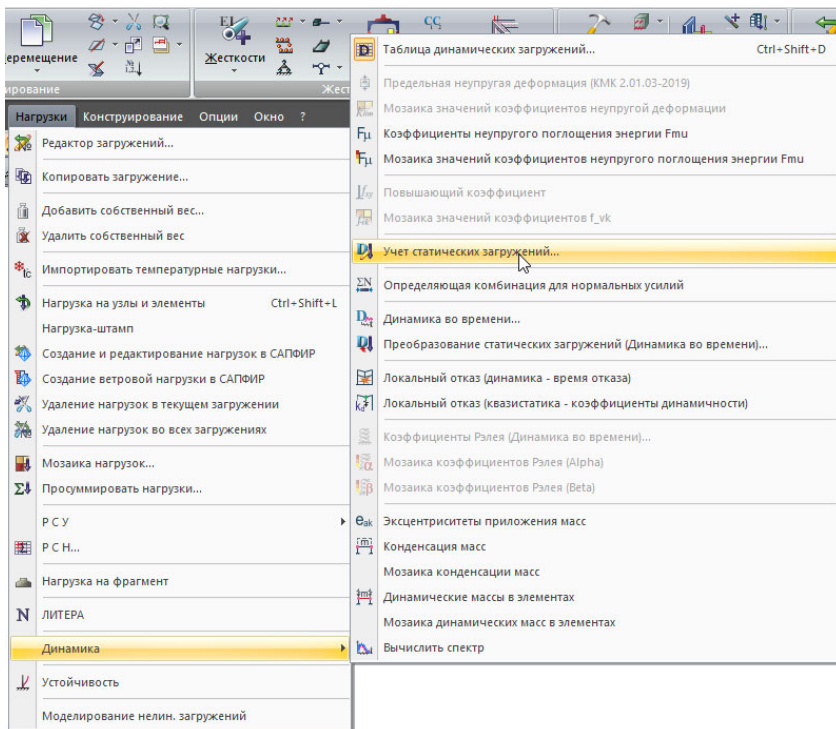 еремещение
Жесткости
EI
ирование
Жест
Нагрузки Конструирование Опции Окно ?
Редактор загружений...
Копировать загружение...
Добавить собственный вес...
Удалить собственный вес
Импортировать температурные нагрузки...
Нагрузка на узлы и элементы Ctrl+Shift+L
Нагрузка-штамп
Создание и редактирование нагрузок в САПФИР
Создание ветровой нагрузки в САПФИР
Удаление нагрузок в текущем загружении
Удаление нагрузок во всех загружениях
Мозаика нагрузок...
Просуммировать нагрузки...
Р С У
Р С Н...
Нагрузка на фрагмент
N ЛИТЕРА
Динамика
Устойчивость
Моделирование нелин. загружений
Таблица динамических загружений... Ctrl+Shift+D
Предельная неупругая деформация (КМК 2.01.03-2019)
Мозаика значений коэффициентов неупругой деформации
Fμ Коэффициенты неупругого поглощения энергии Fmu
Fμ Мозаика значений коэффициентов неупругого поглощения энергии Fmu
Повышающий коэффициент
Мозаика значений коэффициентов f_vk
Учет статических загружений...
ΣN Определяющая комбинация для нормальных усилий
Динамика во времени...
Преобразование статических загружений (Динамика во времени)...
Локальный отказ (динамика - время отказа)
Локальный отказ (квазистатика - коэффициенты динамичности)
Коэффициенты Рэлея (Динамика во времени)...
Мозаика коэффициентов Рэлея (Alpha)
Мозаика коэффициентов Рэлея (Beta)
eak Эксцентриситеты приложения масс
Конденсация масс
Мозаика конденсации масс
Динамические массы в элементах
Мозаика динамических масс в элементах
Вычислить спектр